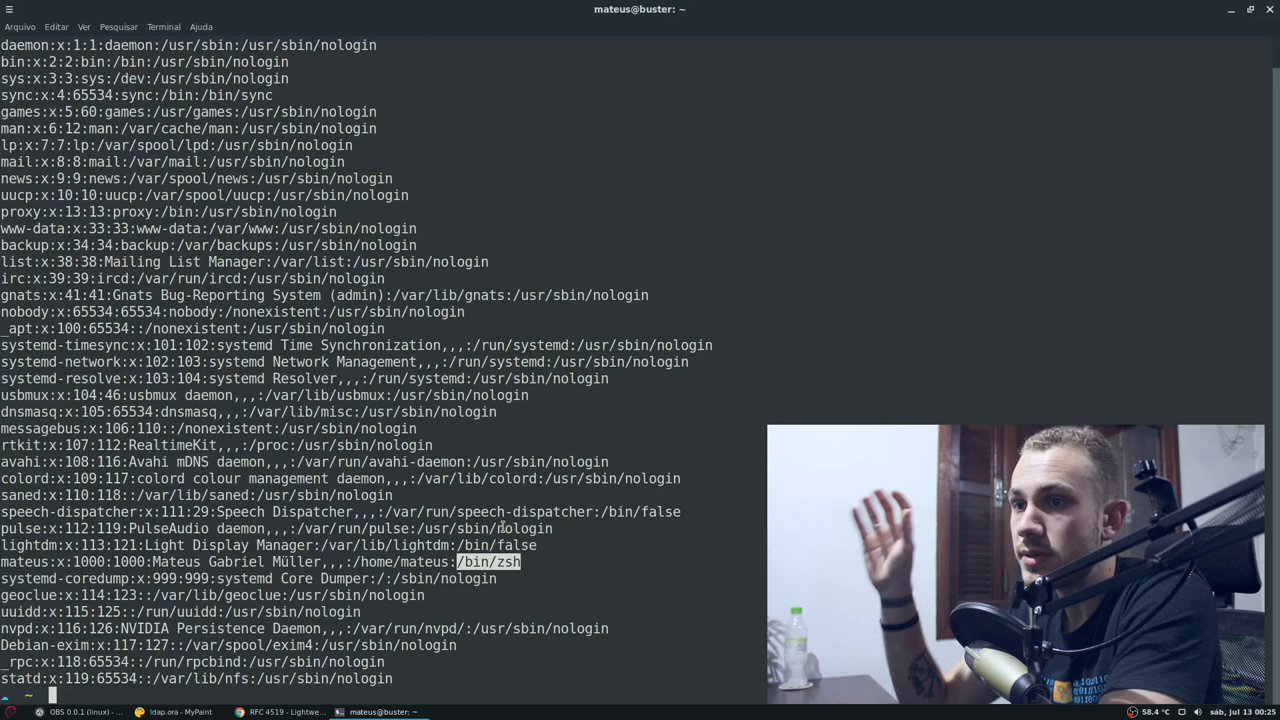 mateus@buster: ~
Arquivo Editar Ver Pesquisar Terminal Ajuda
daemon:x:1:1:daemon:/usr/sbin:/usr/sbin/nologin
bin:x:2:2:bin:/bin:/usr/sbin/nologin
sys:x:3:3:sys:/dev:/usr/sbin/nologin
sync:x:4:65534:sync:/bin:/bin/sync
games:x:5:60:games:/usr/games:/usr/sbin/nologin
man:x:6:12:man:/var/cache/man:/usr/sbin/nologin
lp:x:7:7:lp:/var/spool/lpd:/usr/sbin/nologin
mail:x:8:8:mail:/var/mail:/usr/sbin/nologin
news:x:9:9:news:/var/spool/news:/usr/sbin/nologin
uucp:x:10:10:uucp:/var/spool/uucp:/usr/sbin/nologin
proxy:x:13:13:proxy:/bin:/usr/sbin/nologin
www-data:x:33:33:www-data:/var/www:/usr/sbin/nologin
backup:x:34:34:backup:/var/backups:/usr/sbin/nologin
list:x:38:38:Mailing List Manager:/var/list:/usr/sbin/nologin
irc:x:39:39:ircd:/var/run/ircd:/usr/sbin/nologin
gnats:x:41:41:Gnats Bug-Reporting System (admin):/var/lib/gnats:/usr/sbin/nologin
nobody:x:65534:65534:nobody:/nonexistent:/usr/sbin/nologin
_apt:x:100:65534::/nonexistent:/usr/sbin/nologin
systemd-timesync:x:101:102:systemd Time Synchronization,,,:/run/systemd:/usr/sbin/nologin
systemd-network:x:102:103:systemd Network Management,,,:/run/systemd:/usr/sbin/nologin
systemd-resolve:x:103:104:systemd Resolver,,,:/run/systemd:/usr/sbin/nologin
usbmux:x:104:46:usbmux daemon,,,:/var/lib/usbmux:/usr/sbin/nologin
dnsmasq:x:105:65534:dnsmasq,,,:/var/lib/misc:/usr/sbin/nologin
messagebus:x:106:110::/nonexistent:/usr/sbin/nologin
rtkit:x:107:112:RealtimeKit,,,:/proc:/usr/sbin/nologin
avahi:x:108:116:Avahi mDNS daemon,,,:/var/run/avahi-daemon:/usr/sbin/nologin
colord:x:109:117:colord colour management daemon,,,:/var/lib/colord:/usr/sbin/nologin
saned:x:110:118::/var/lib/saned:/usr/sbin/nologin
speech-dispatcher:x:111:29:Speech Dispatcher,,,:/var/run/speech-dispatcher:/bin/false
pulse:x:112:119:PulseAudio daemon,,,:/var/run/pulse:/usr/sbin/nologin
lightdm:x:113:121:Light Display Manager:/var/lib/lightdm:/bin/false
mateus:x:1000:1000:Mateus Gabriel Müller,,,:/home/mateus:/bin/zsh
systemd-coredump:x:999:999:systemd Core Dumper:/:/sbin/nologin
geoclue:x:114:123::/var/lib/geoclue:/usr/sbin/nologin
uuidd:x:115:125::/run/uuidd:/usr/sbin/nologin
nvpd:x:116:126:NVIDIA Persistence Daemon,,,:/var/run/nvpd/:/usr/sbin/nologin
Debian-exim:x:117:127::/var/spool/exim4:/usr/sbin/nologin
_rpc:x:118:65534::/run/rpcbind:/usr/sbin/nologin
statd:x:119:65534::/var/lib/nfs:/usr/sbin/nologin
~
OBS 0.0.1 (linux) - ... ldap.ora - MyPaint RFC 4519 - Lightwe... mateus@buster: ~ 58.4 °C sáb, jul 13 00:25